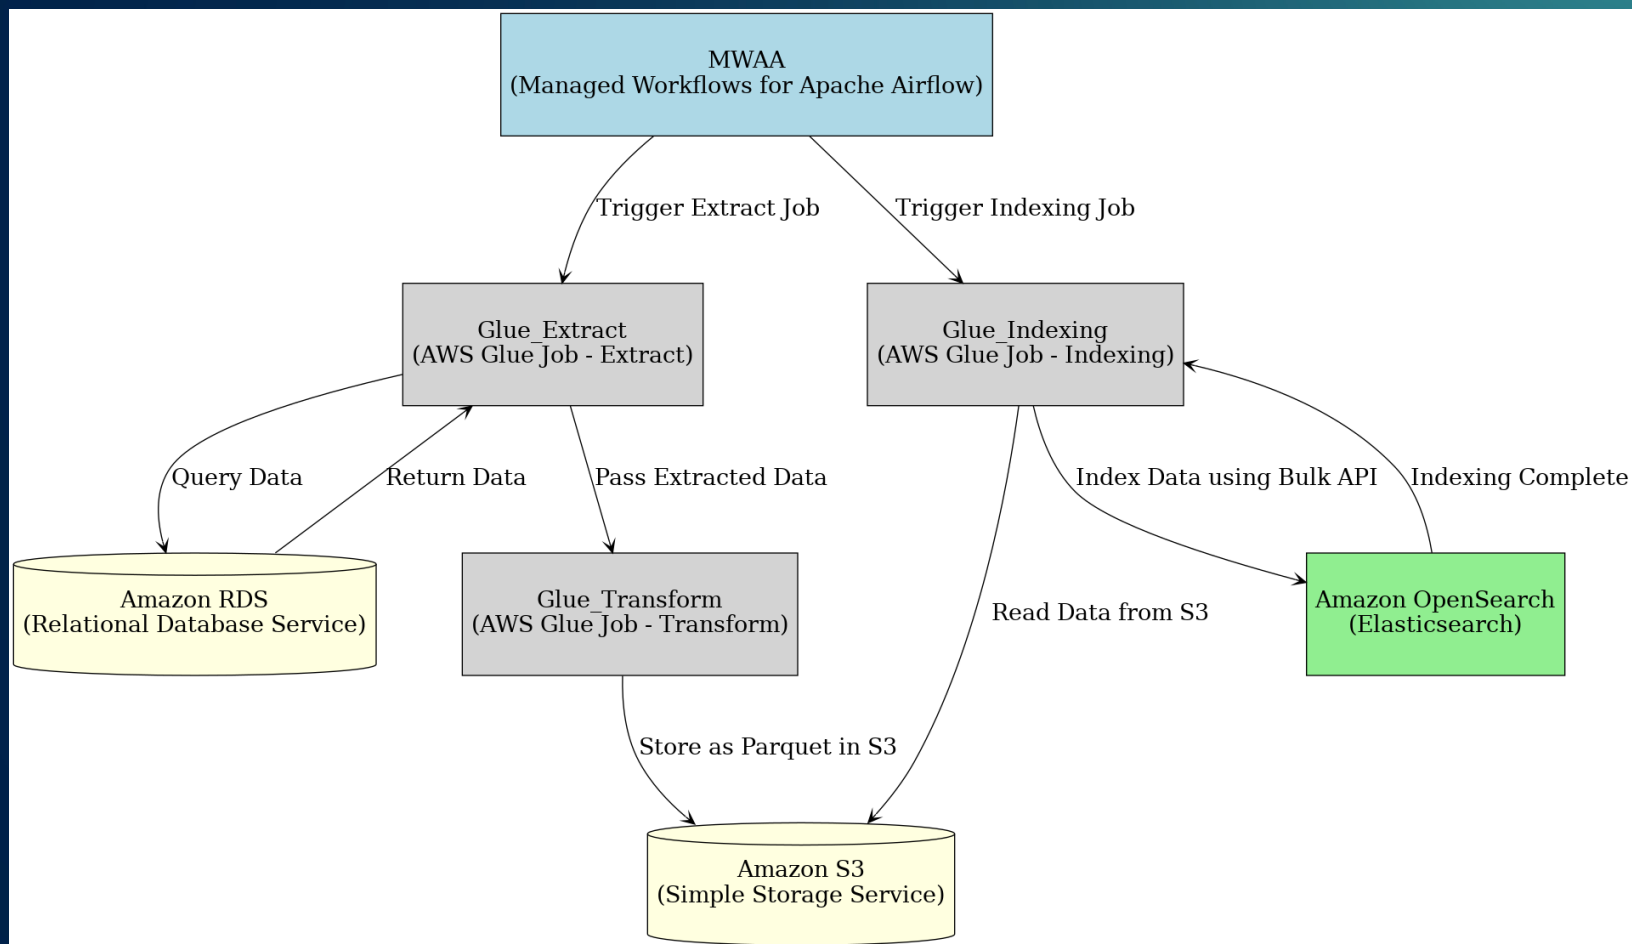 MWAA
(Managed Workflows for Apache Airflow)
Trigger Extract Job
Trigger Indexing Job
Glue_Extract
(AWS Glue Job - Extract)
Glue_Indexing
(AWS Glue Job - Indexing)
Query Data
Return Data
Pass Extracted Data
Index Data using Bulk API
Indexing Complete
Amazon RDS
(Relational Database Service)
Glue_Transform
(AWS Glue Job - Transform)
Read Data from S3
Amazon OpenSearch
(Elasticsearch)
Store as Parquet in S3
Amazon S3
(Simple Storage Service)